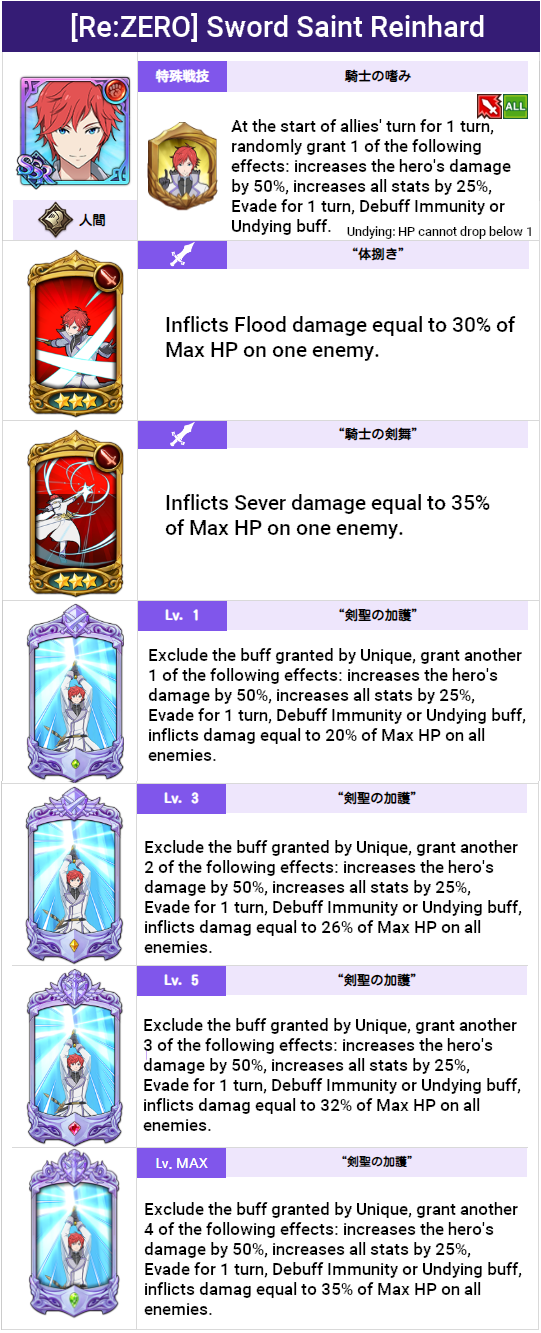 [Re:ZERO] Sword Saint Reinhard
特殊戦技
騎士の嗜み
ALL
At the start of allies' turn for 1 turn,
randomly grant 1 of the following
effects: increases the hero's damage
by 50%, increases all stats by 25%,
Evade for 1 turn, Debuff Immunity or
Undying buff. Undying: HP cannot drop below 1
SSR
人間
“体捌き”
Inflicts Flood damage equal to 30% of
Max HP on one enemy.
“騎士の剣舞”
Inflicts Sever damage equal to 35%
of Max HP on one enemy.
Lv. 1
“剣聖の加護”
Exclude the buff granted by Unique, grant another
1 of the following effects: increases the hero's
damage by 50%, increases all stats by 25%,
Evade for 1 turn, Debuff Immunity or Undying buff,
inflicts damag equal to 20% of Max HP on all
enemies.
Lv. 3
“剣聖の加護”
Exclude the buff granted by Unique, grant another
2 of the following effects: increases the hero's
damage by 50%, increases all stats by 25%,
Evade for 1 turn, Debuff Immunity or Undying buff,
inflicts damag equal to 26% of Max HP on all
enemies.
Lv. 5
“剣聖の加護”
Exclude the buff granted by Unique, grant another
3 of the following effects: increases the hero's
damage by 50%, increases all stats by 25%,
Evade for 1 turn, Debuff Immunity or Undying buff,
inflicts damag equal to 32% of Max HP on all
enemies.
Lv. MAX
“剣聖の加護”
Exclude the buff granted by Unique, grant another
4 of the following effects: increases the hero's
damage by 50%, increases all stats by 25%,
Evade for 1 turn, Debuff Immunity or Undying buff,
inflicts damag equal to 35% of Max HP on all
enemies.